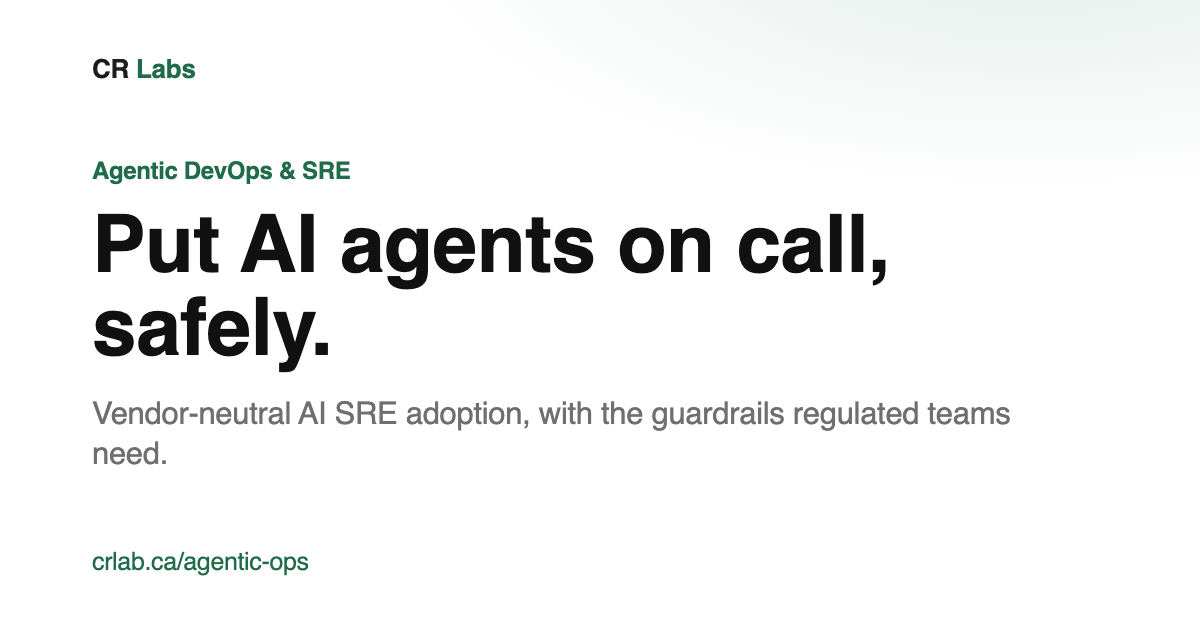 CR Labs
Agentic DevOps & SRE
Put AI agents on call,
safely.
Vendor-neutral AI SRE adoption, with the guardrails regulated teams
need.
crlab.ca/agentic-ops